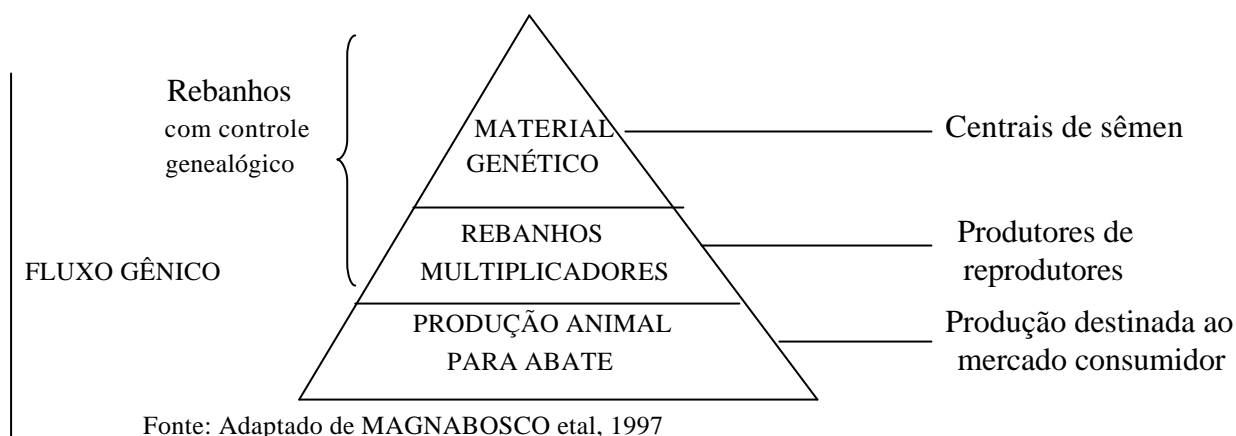 Rebanhos
com controle
genealógico
MATERIAL
GENÉTICO
Centrais de sêmen
REBANHOS
MULTIPLICADORES
Produtores de
reprodutores
FLUXO GÊNICO
PRODUÇÃO ANIMAL
PARA ABATE
Produção destinada ao
mercado consumidor
Fonte: Adaptado de MAGNABOSCO etal, 1997